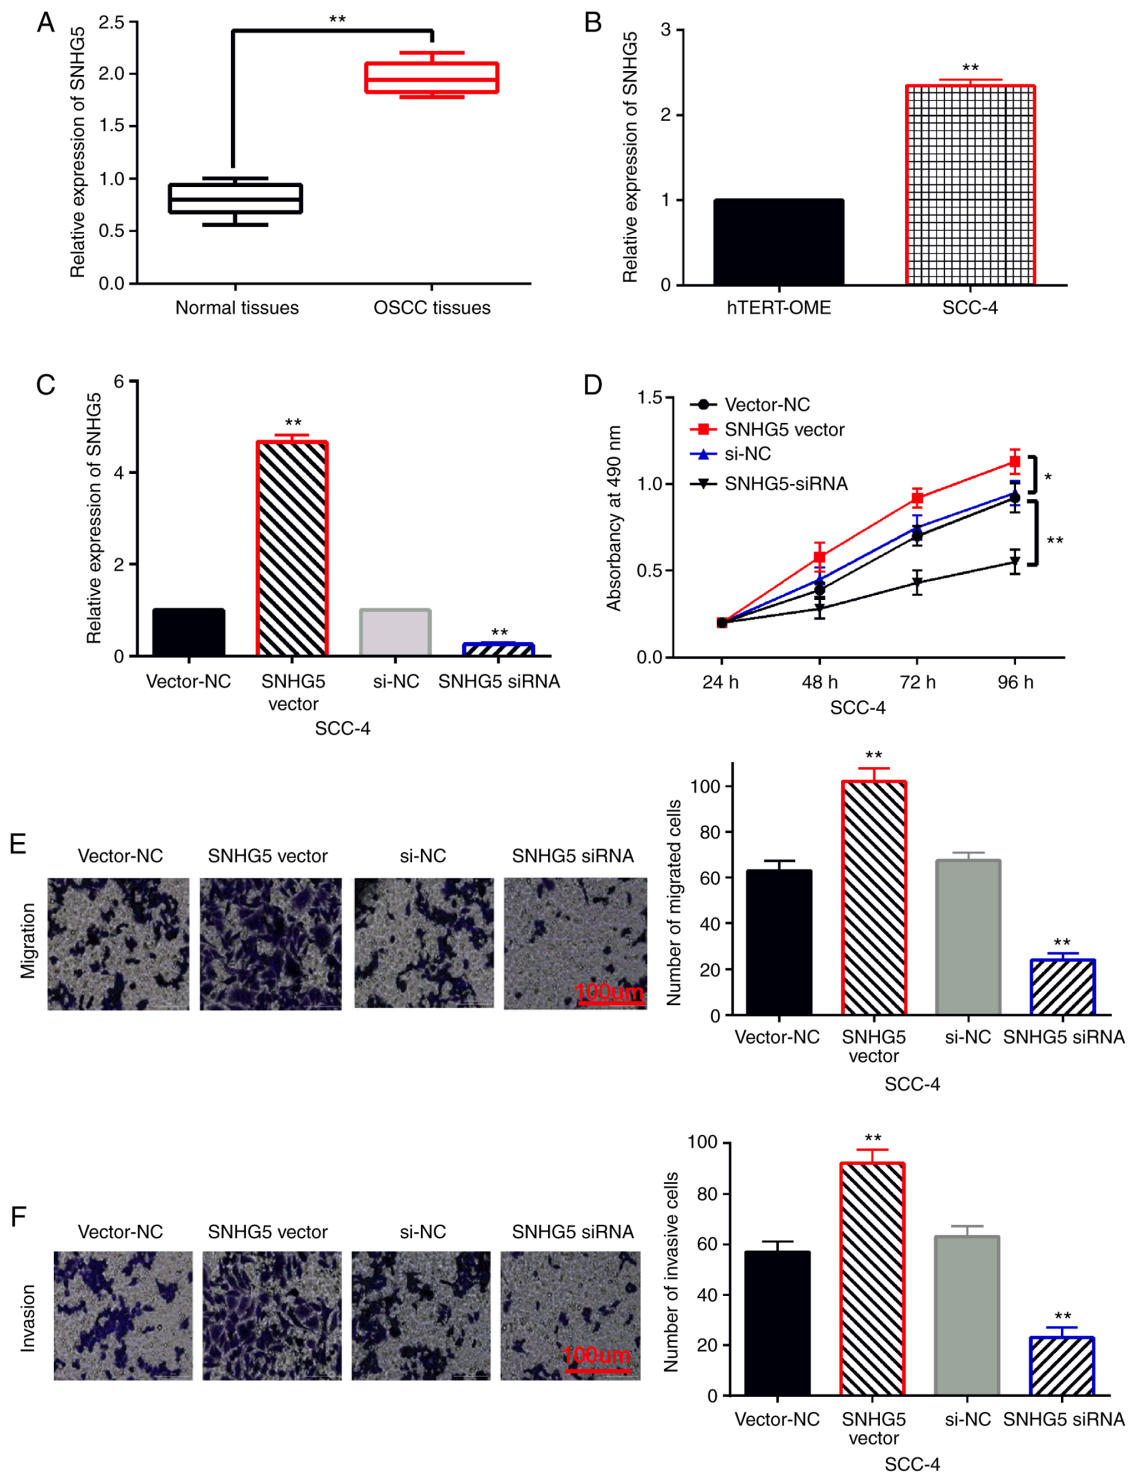 A
Relative expression of SNHG5
2.5
2.0
1.5
1.0
0.5
0.0
**
Normal tissues
OSCC tissues
B
Relative expression of SNHG5
3
2
1
0
**
hTERT-OME
SCC-4
C
Relative expression of SNHG5
6
4
2
0
**
**
Vector-NC
SNHG5
vector
si-NC
SNHG5 siRNA
SCC-4
D
Absorbancy at 490 nm
1.5
1.0
0.5
0.0
Vector-NC
SNHG5 vector
si-NC
SNHG5-siRNA
*
**
24 h
48 h
72 h
96 h
SCC-4
E
Migration
Vector-NC
SNHG5 vector
si-NC
SNHG5 siRNA
100um
Number of migrated cells
100
80
60
40
20
0
**
**
Vector-NC
SNHG5
vector
si-NC
SNHG5 siRNA
SCC-4
F
Invasion
Vector-NC
SNHG5 vector
si-NC
SNHG5 siRNA
100um
Number of invasive cells
100
80
60
40
20
0
**
**
Vector-NC
SNHG5
vector
si-NC
SNHG5 siRNA
SCC-4